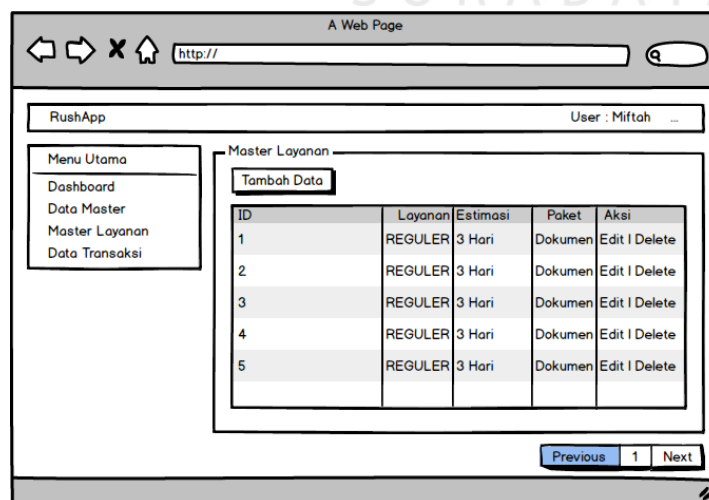 S U R A B A Y A
A Web Page
http://
RushApp User : Miftah ...
Menu Utama
Dashboard
Data Master
Master Layanan
Data Transaksi
Master Layanan
Tambah Data
ID Layanan Estimasi Paket Aksi
1 REGULER 3 Hari Dokumen Edit | Delete
2 REGULER 3 Hari Dokumen Edit | Delete
3 REGULER 3 Hari Dokumen Edit | Delete
4 REGULER 3 Hari Dokumen Edit | Delete
5 REGULER 3 Hari Dokumen Edit | Delete
Previous 1 Next